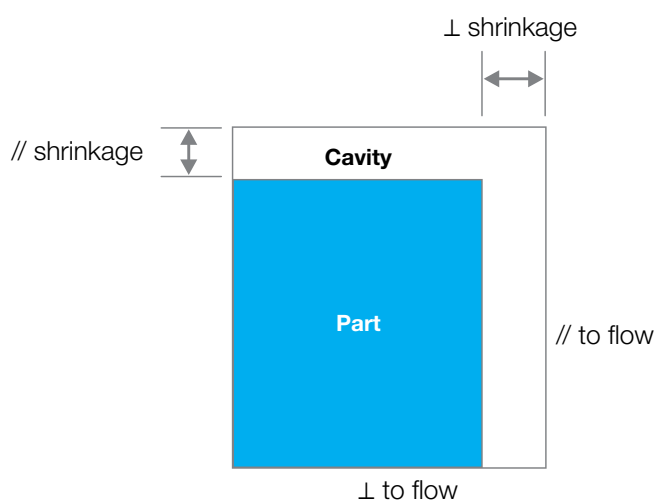 ⊥ shrinkage
// shrinkage
Cavity
Part
// to flow
⊥ to flow